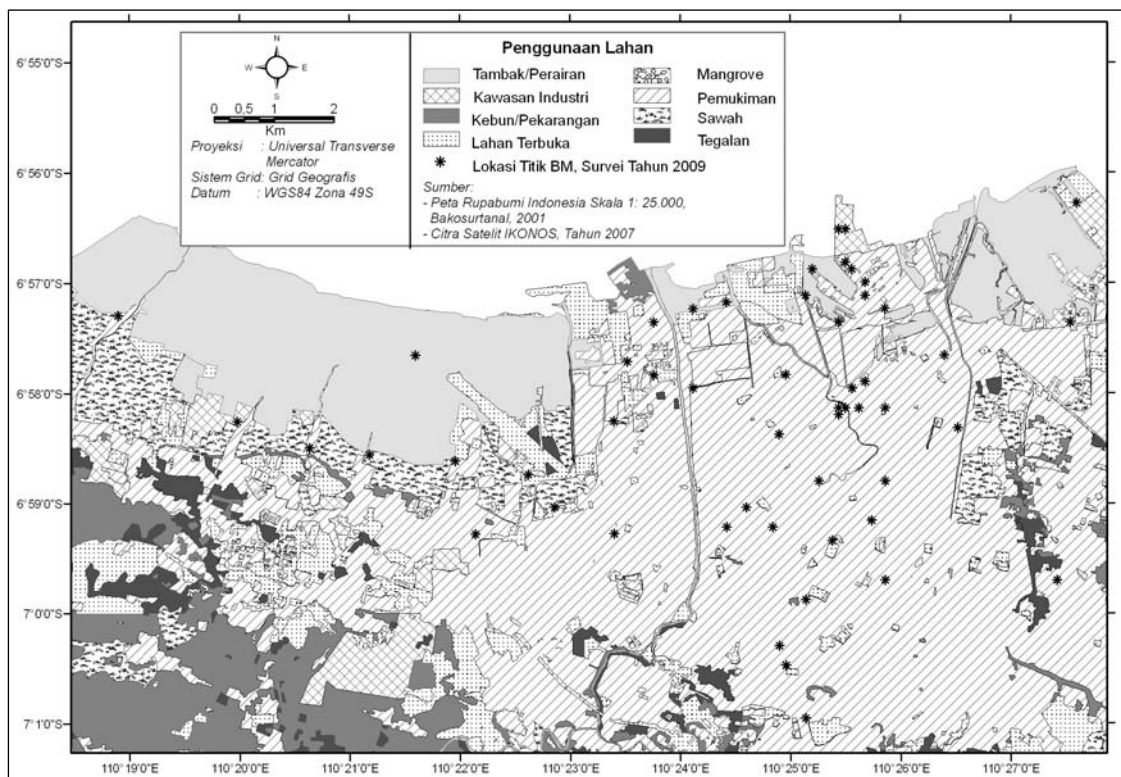 6°55'0"S
6°56'0"S
6°57'0"S
6°58'0"S
6°59'0"S
7°0'0"S
7°1'0"S
N
W E
S
0 0,5 1 2
Km
Proyeksi : Universal Transverse
Mercator
Sistem Grid: Grid Geografis
Datum : WGS84 Zona 49S
Penggunaan Lahan
Tambak/Perairan
Kawasan Industri
Kebun/Pekarangan
Lahan Terbuka
Mangrove
Pemukiman
Sawah
Tegalan
Lokasi Titik BM, Survei Tahun 2009
Sumber:
- Peta Rupabumi Indonesia Skala 1: 25.000,
Bakosurtanal, 2001
- Citra Satelit IKONOS, Tahun 2007
110°19'0"E 110°20'0"E 110°21'0"E 110°22'0"E 110°23'0"E 110°24'0"E 110°25'0"E 110°26'0"E 110°27'0"E